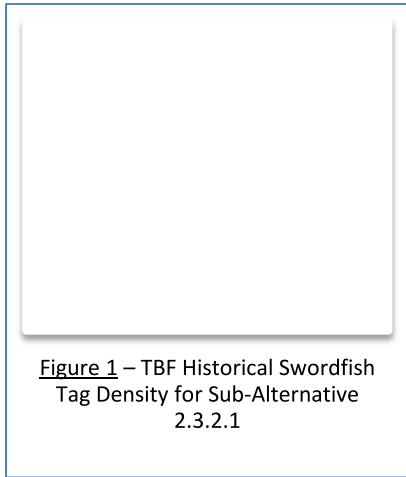 Figure 1 – TBF Historical Swordfish
Tag Density for Sub-Alternative
2.3.2.1